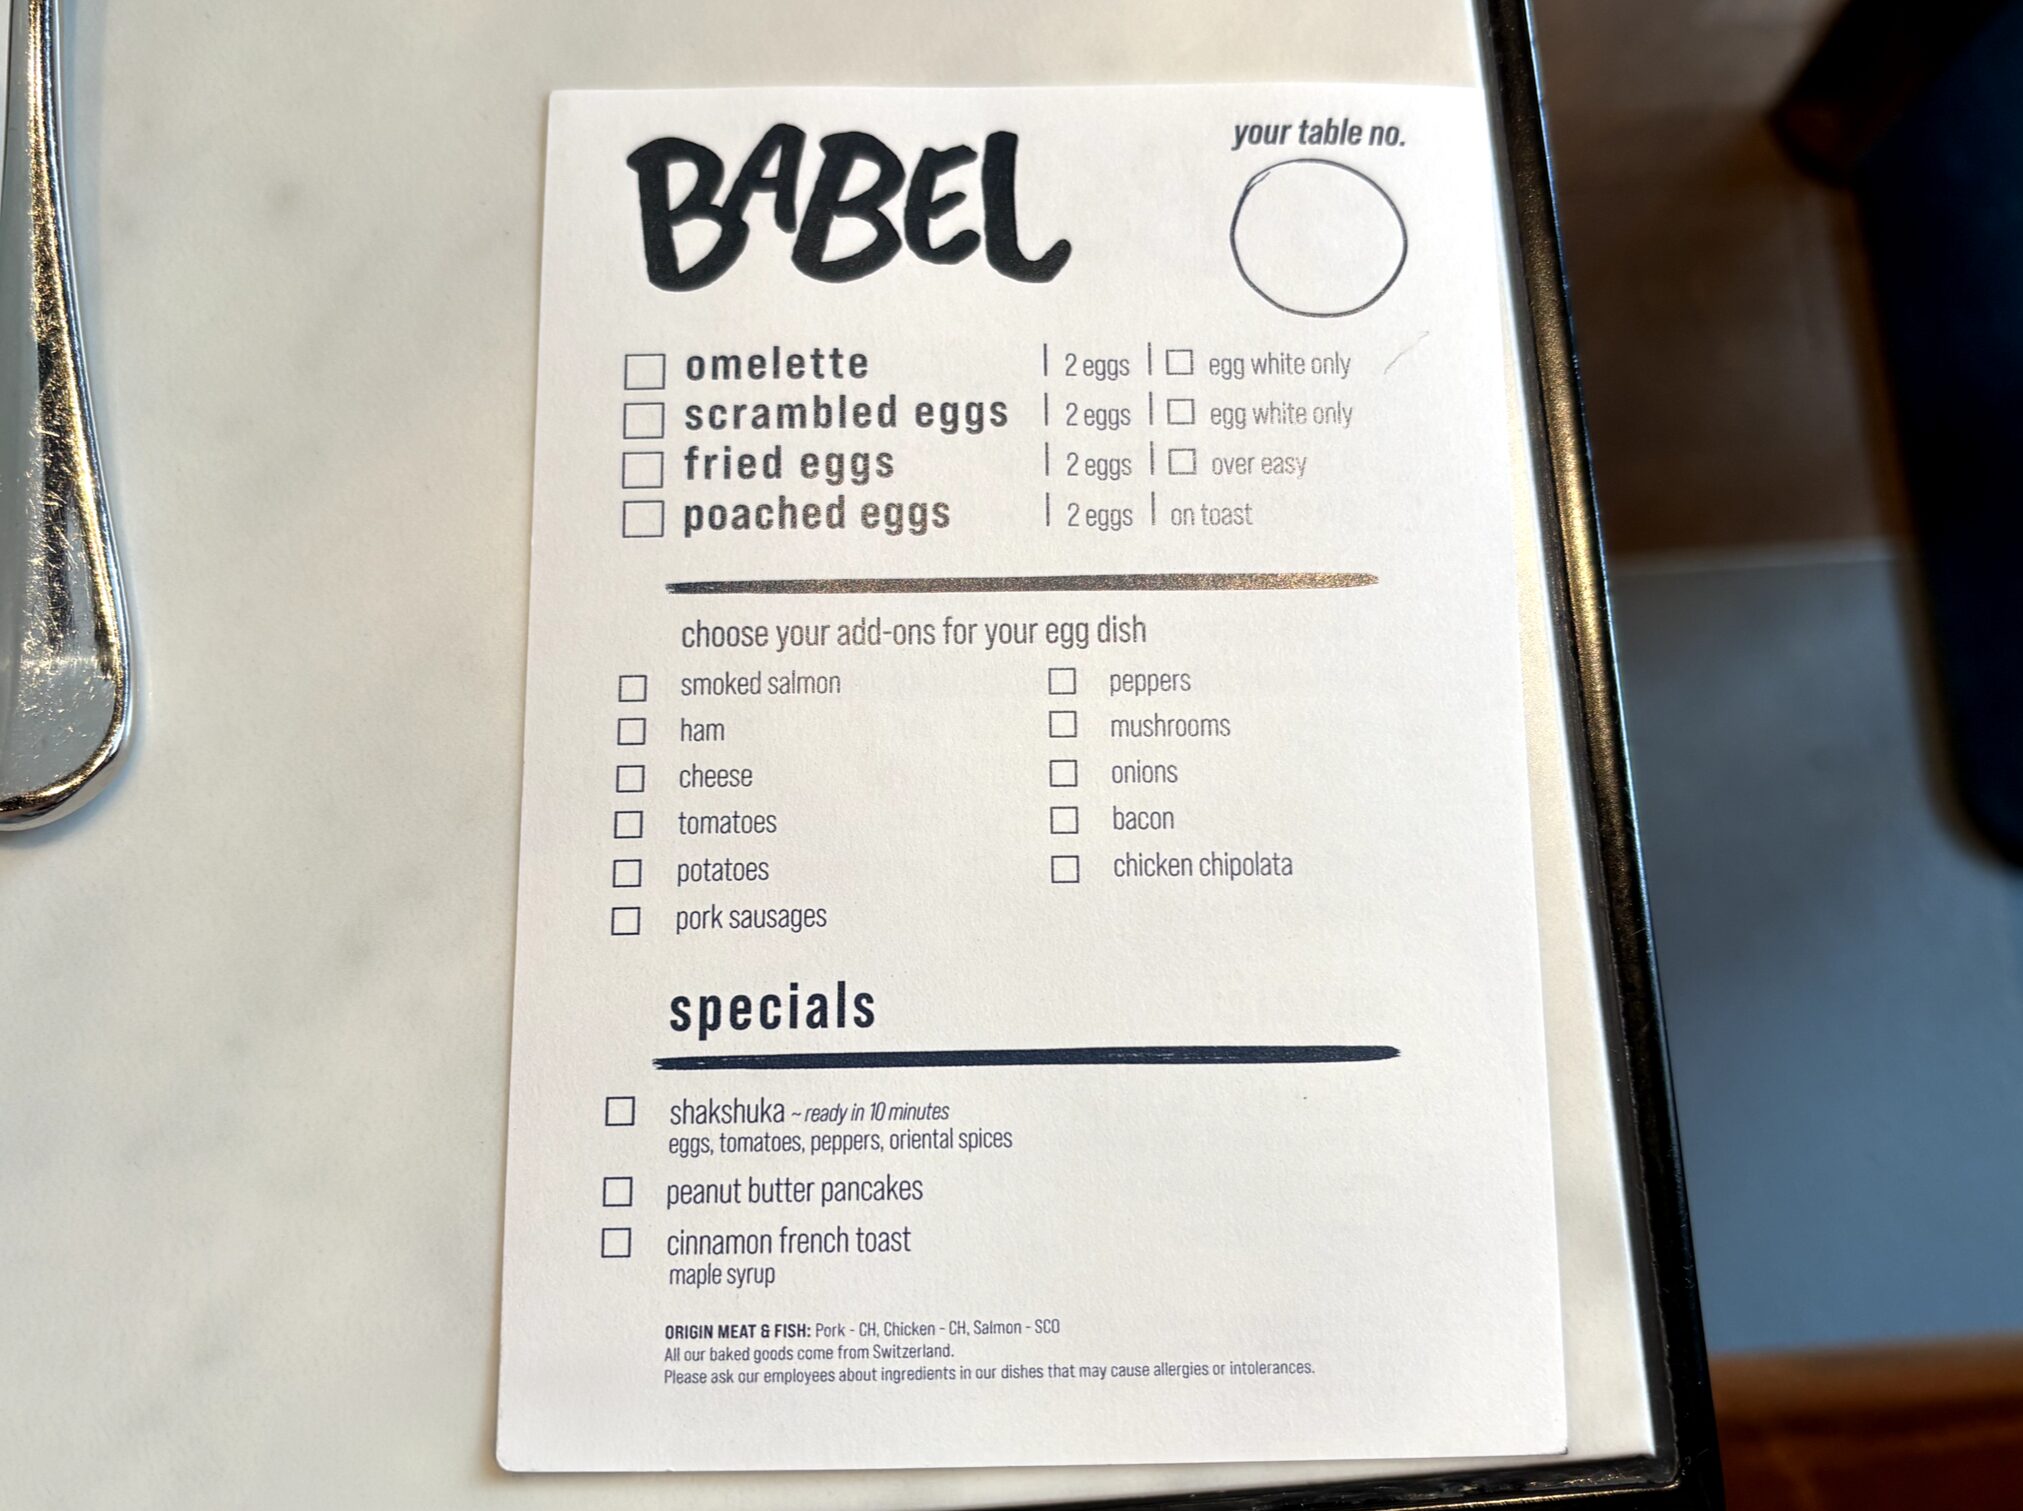 BABEL
your table no.
omelette | 2 eggs | egg white only
scrambled eggs | 2 eggs | egg white only
fried eggs | 2 eggs | over easy
poached eggs | 2 eggs | on toast
choose your add-ons for your egg dish
smoked salmon
ham
cheese
tomatoes
potatoes
pork sausages
peppers
mushrooms
onions
bacon
chicken chipolata
specials
shakshuka ~ ready in 10 minutes
eggs, tomatoes, peppers, oriental spices
peanut butter pancakes
cinnamon french toast
maple syrup
ORIGIN MEAT & FISH: Pork - CH, Chicken - CH, Salmon - SCO
All our baked goods come from Switzerland.
Please ask our employees about ingredients in our dishes that may cause allergies or intolerances.